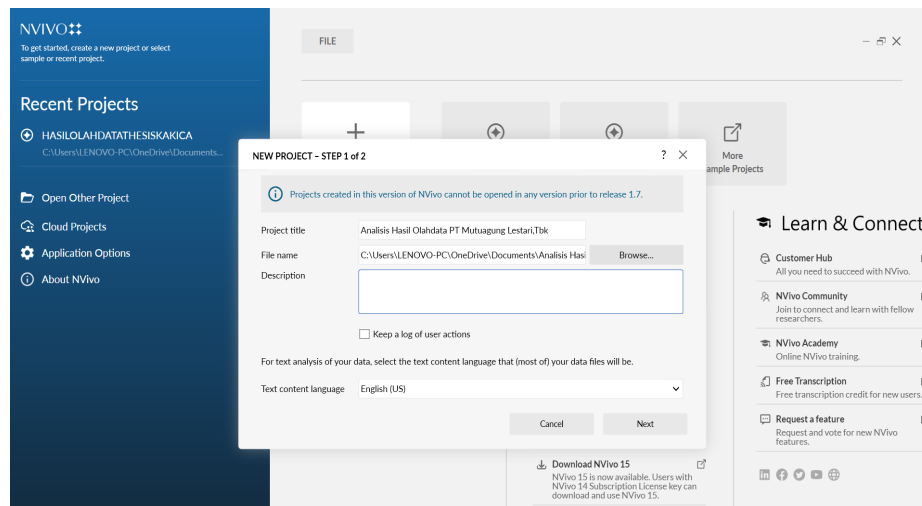 NVIVO
To get started, create a new project or select
sample or recent project.
Recent Projects
HASILOLAHDATATHESISKAKICA
C:\Users\LENOVO-PC\OneDrive\Documents...
Open Other Project
Cloud Projects
Application Options
About NVivo
FILE
More
ample Projects
NEW PROJECT – STEP 1 of 2
?
Projects created in this version of NVivo cannot be opened in any version prior to release 1.7.
Project title
Analisis Hasil Olahdata PT Mutuagung Lestari,Tbk
File name
C:\Users\LENOVO-PC\OneDrive\Documents\Analisis Hasi
Browse...
Description
Keep a log of user actions
For text analysis of your data, select the text content language that (most of) your data files will be.
Text content language
English (US)
Cancel
Next
Download NVivo 15
NVivo 15 is now available. Users with
NVivo 14 Subscription License key can
download and use NVivo 15.
Learn & Connect
Customer Hub
All you need to succeed with NVivo.
NVivo Community
Join to connect and learn with fellow
researchers.
NVivo Academy
Online NVivo training.
Free Transcription
Free transcription credit for new users.
Request a feature
Request and vote for new NVivo
features.